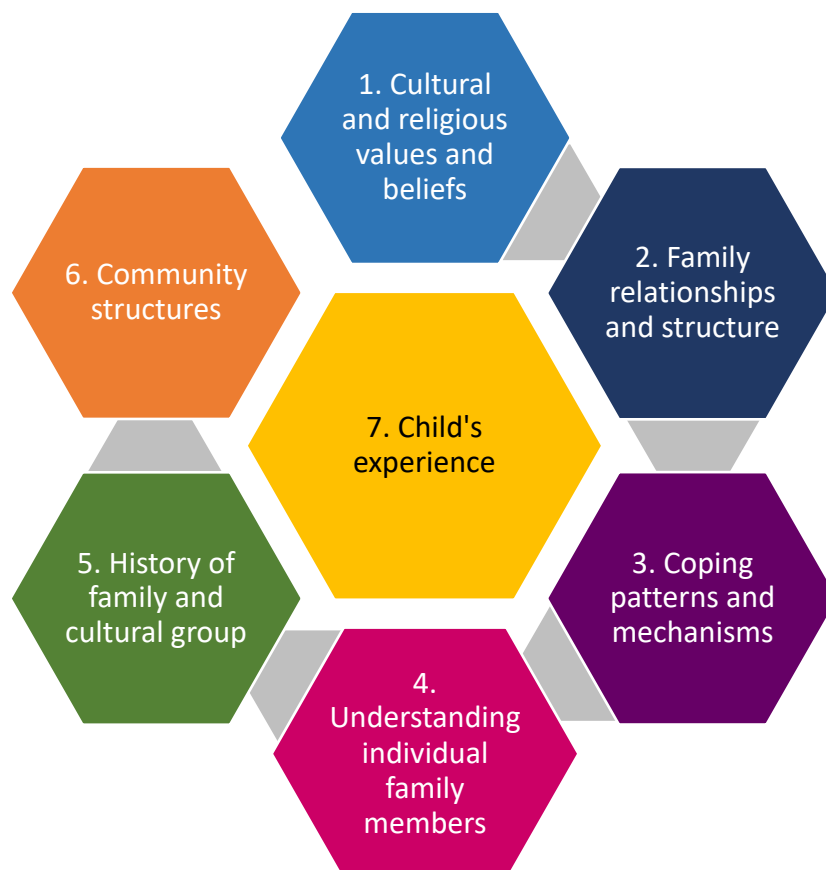 1. Cultural
and religious
values and
beliefs
2. Family
relationships
and structure
3. Coping
patterns and
mechanisms
4.
Understanding
individual
family
members
5. History of
family and
cultural group
6. Community
structures
7. Child's
experience